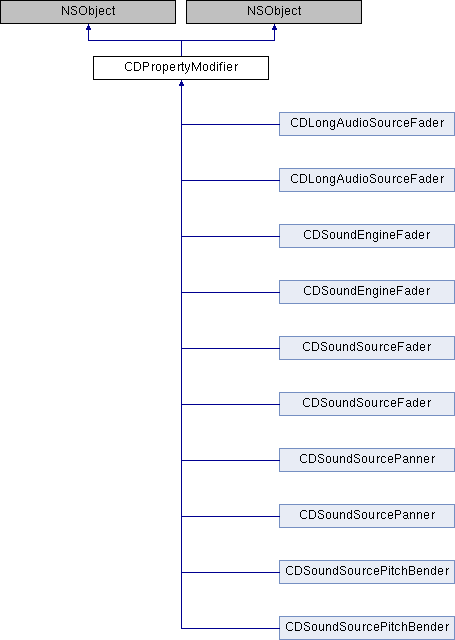 NSObject
NSObject
CDPropertyModifier
CDLongAudioSourceFader
CDLongAudioSourceFader
CDSoundEngineFader
CDSoundEngineFader
CDSoundSourceFader
CDSoundSourceFader
CDSoundSourcePanner
CDSoundSourcePanner
CDSoundSourcePitchBender
CDSoundSourcePitchBender